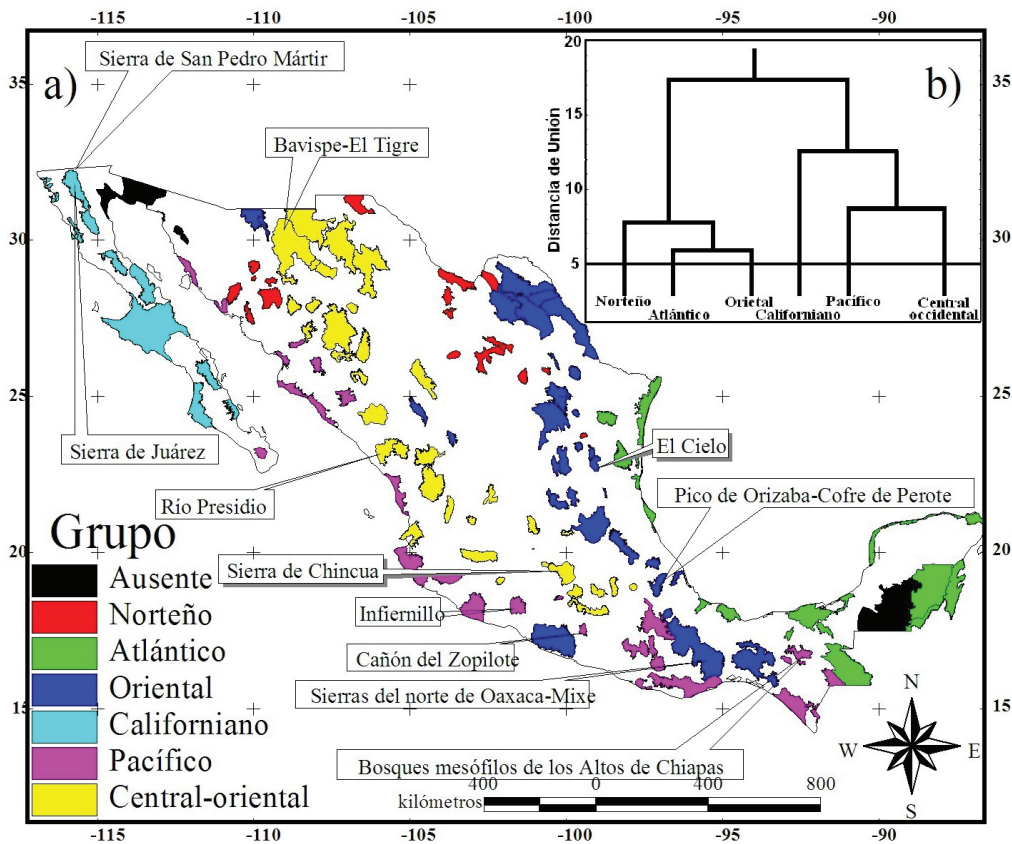 -115
-110
-105
-100
-95
-90
35
30
25
20
15
a)
Sierra de San Pedro Mártir
Bavispe-El Tigre
Sierra de Juárez
Río Presidio
Sierra de Chincua
Infiernillo
Cañón del Zopilote
Sierras del norte de Oaxaca-Mixe
Bosques mesófilos de los Altos de Chiapas
El Cielo
Pico de Orizaba-Cofre de Perote
b)
Distancia de Unión
20
15
10
5
Norteño
Atlántico
Orietal
Californiano
Pacífico
Central
occidental
35
30
25
20
15
Grupo
Ausente
Norteño
Atlántico
Oriental
Californiano
Pacífico
Central-oriental
400
0
400
800
kilómetros
N
W
E
S
-115
-110
-105
-100
-95
-90